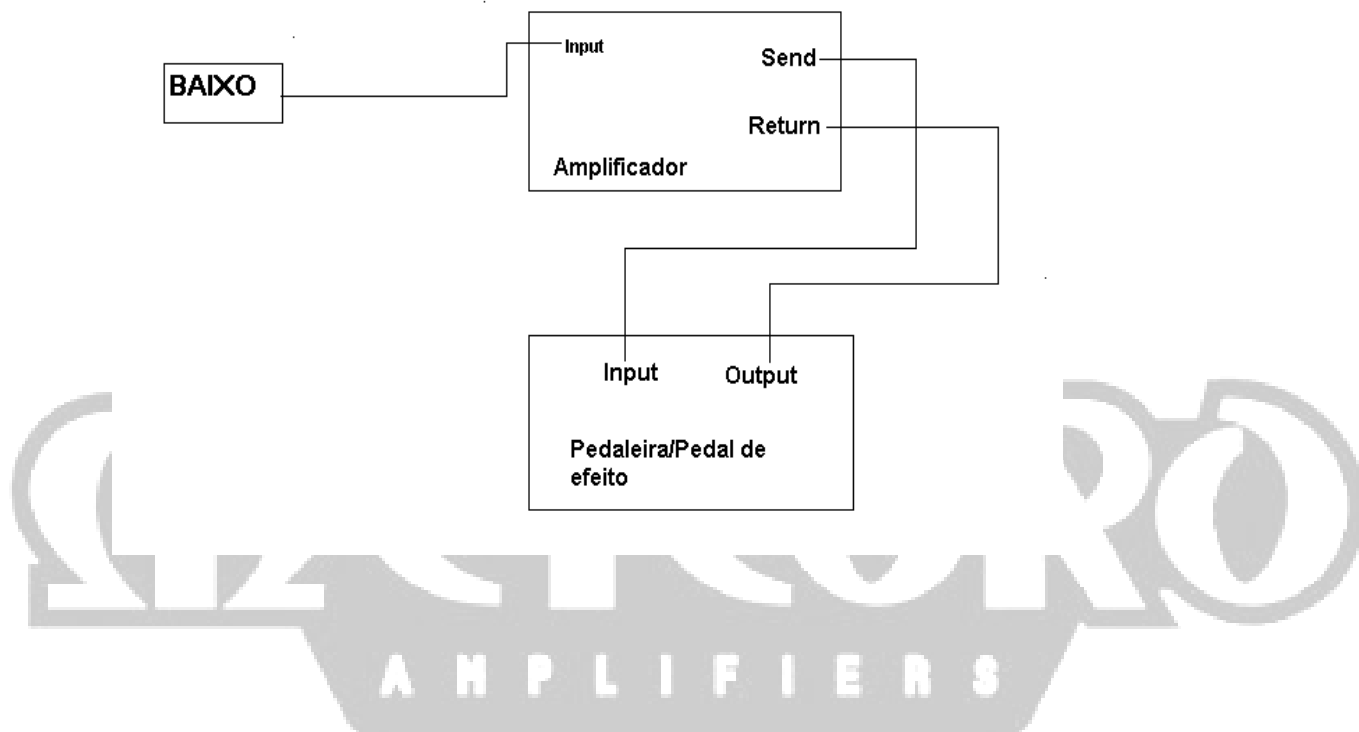 Input
Send
BAIXO
Return
Amplificador
Input
Output
Pedaleira/Pedal de
efeito
AMPLIFIERS